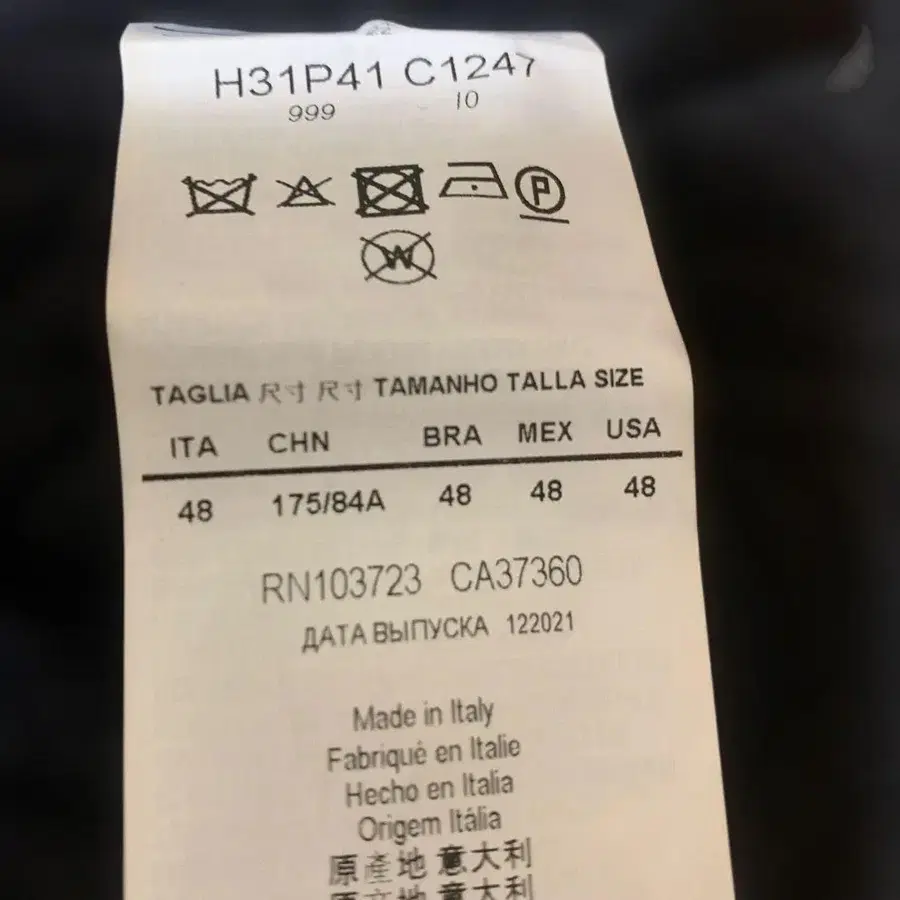 H31P41 C1247
999 10
P
W
TAGLIA 尺寸 尺寸 TAMANHO TALLA SIZE
ITA CHN BRA MEX USA
48 175/84A 48 48 48
RN103723 CA37360
ДАТА ВЫПУСКА 122021
Made in Italy
Fabriqué en Italie
Hecho en Italia
Origem Itália
原產地 意大利